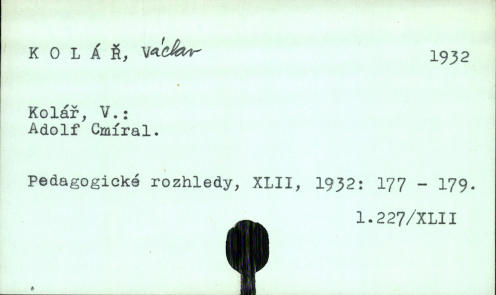 K O L Á Ř, Václav 1932
Kolář, V.:
Adolf Cmíral.
Pedagogické rozhledy, XLII, 1932: 177 - 179.
1.227/XLII